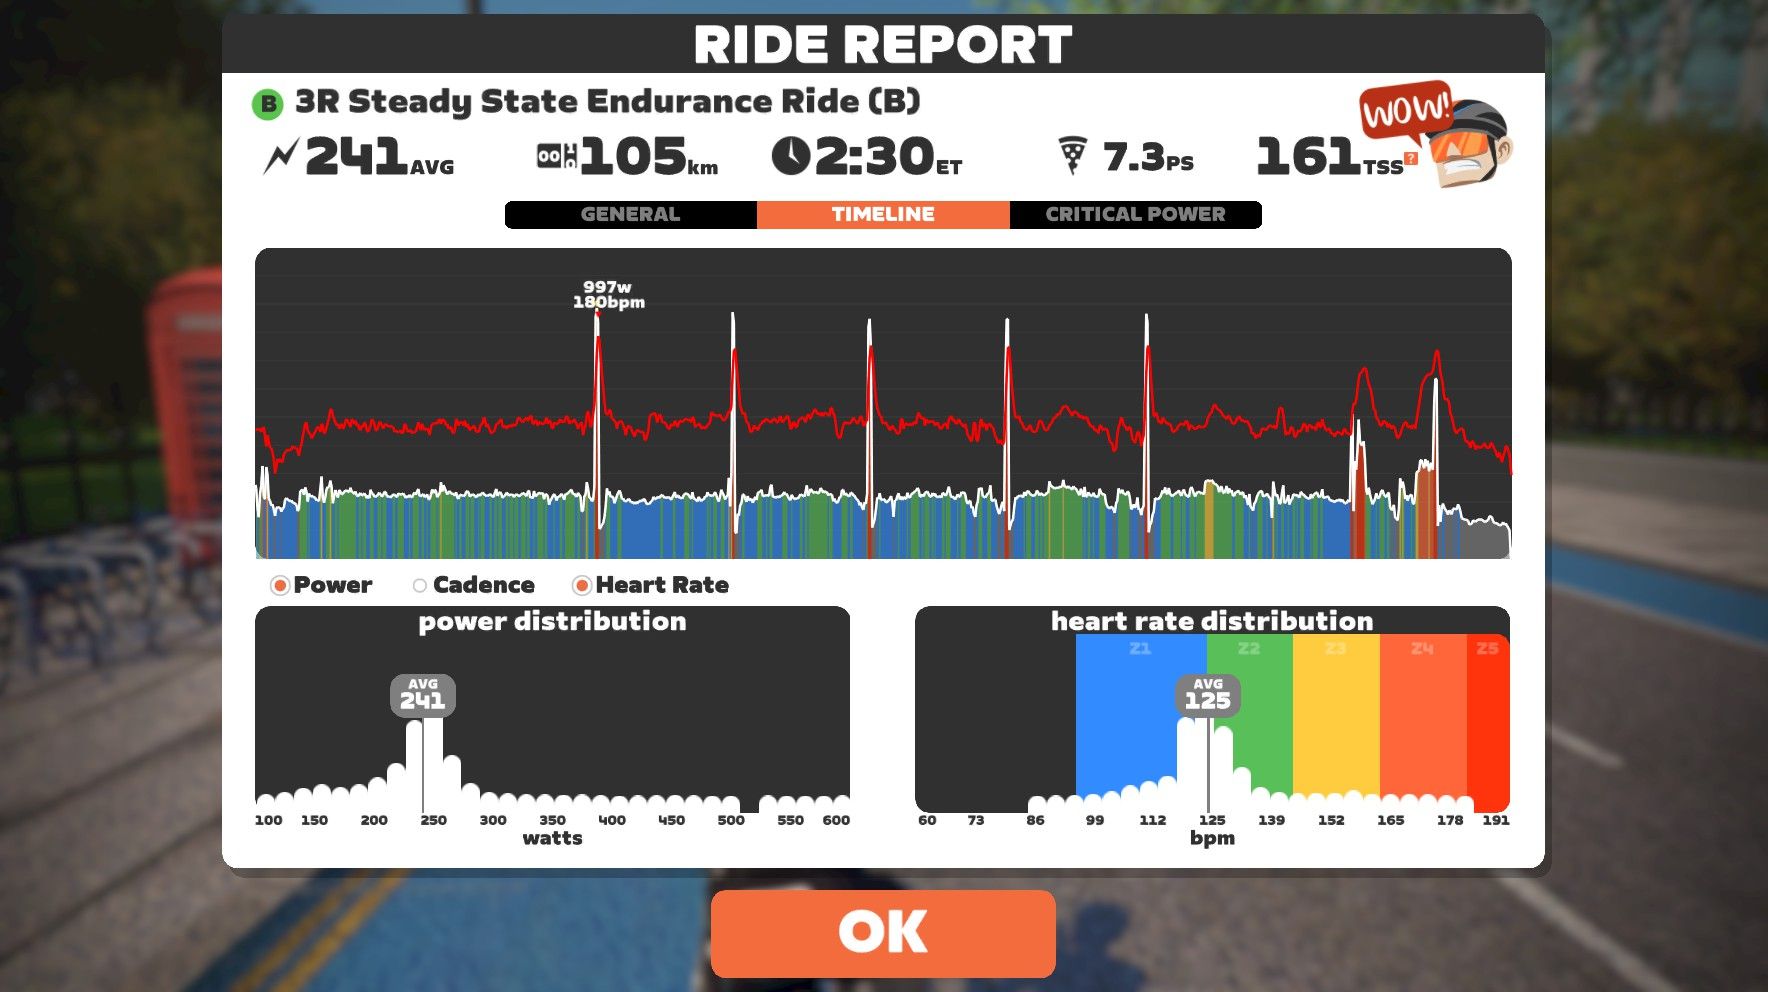 RIDE REPORT
B 3R Steady State Endurance Ride (B)
WOW!
241AVG 105km 2:30ET 7.3PS 161TSS?
GENERAL TIMELINE CRITICAL POWER
997w
180bpm
Power Cadence Heart Rate
power distribution
AVG
241
100 150 200 250 300 350 400 450 500 550 600
watts
heart rate distribution
Z1 Z2 Z3 Z4 Z5
AVG
125
60 73 86 99 112 125 139 152 165 178 191
bpm
OK